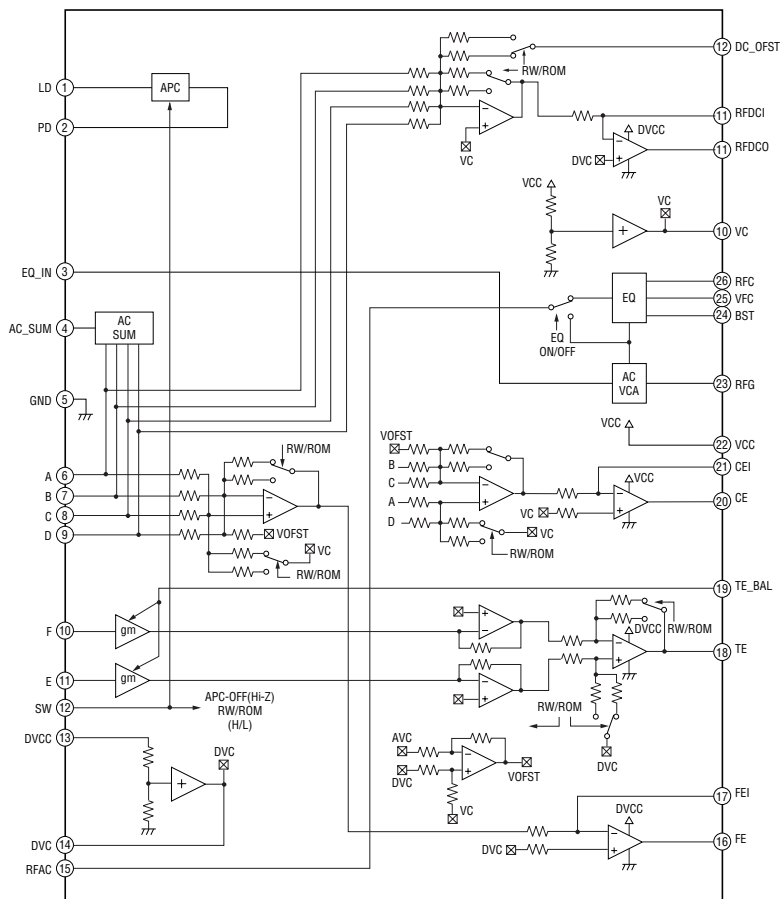 12 DC_OFST
RW/ROM
LD 1
APC
RW/ROM
PD 2
11 RFDCI
DVCC
VC
DVC
11 RFDCO
VCC
VC
10 VC
EQ_IN 3
26 RFC
EQ
25 VFC
24 BST
AC_SUM 4
AC
SUM
EQ
ON/OFF
AC
VCA
23 RFG
GND 5
VCC
22 VCC
VOFST
RW/ROM
21 CEI
B
A 6
C
VCC
B 7
A
20 CE
C 8
VC
D 9
VOFST
D
VC
VC
RW/ROM
RW/ROM
19 TE_BAL
F 10
gm
DVCC
RW/ROM
18 TE
E 11
gm
SW 12
APC-OFF(Hi-Z)
RW/ROM
(H/L)
RW/ROM
DVCC 13
DVC
AVC
DVC
DVC
VOFST
VC
17 FEI
DVCC
DVC 14
DVC
16 FE
RFAC 15